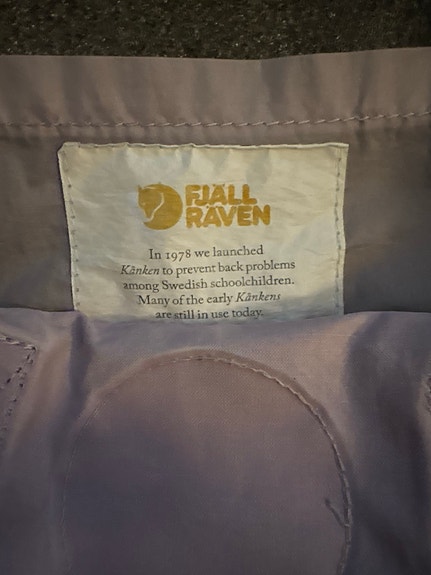 FJÄLL
RÄVEN
In 1978 we launched
Kånken to prevent back problems
among Swedish schoolchildren.
Many of the early Kånkens
are still in use today.